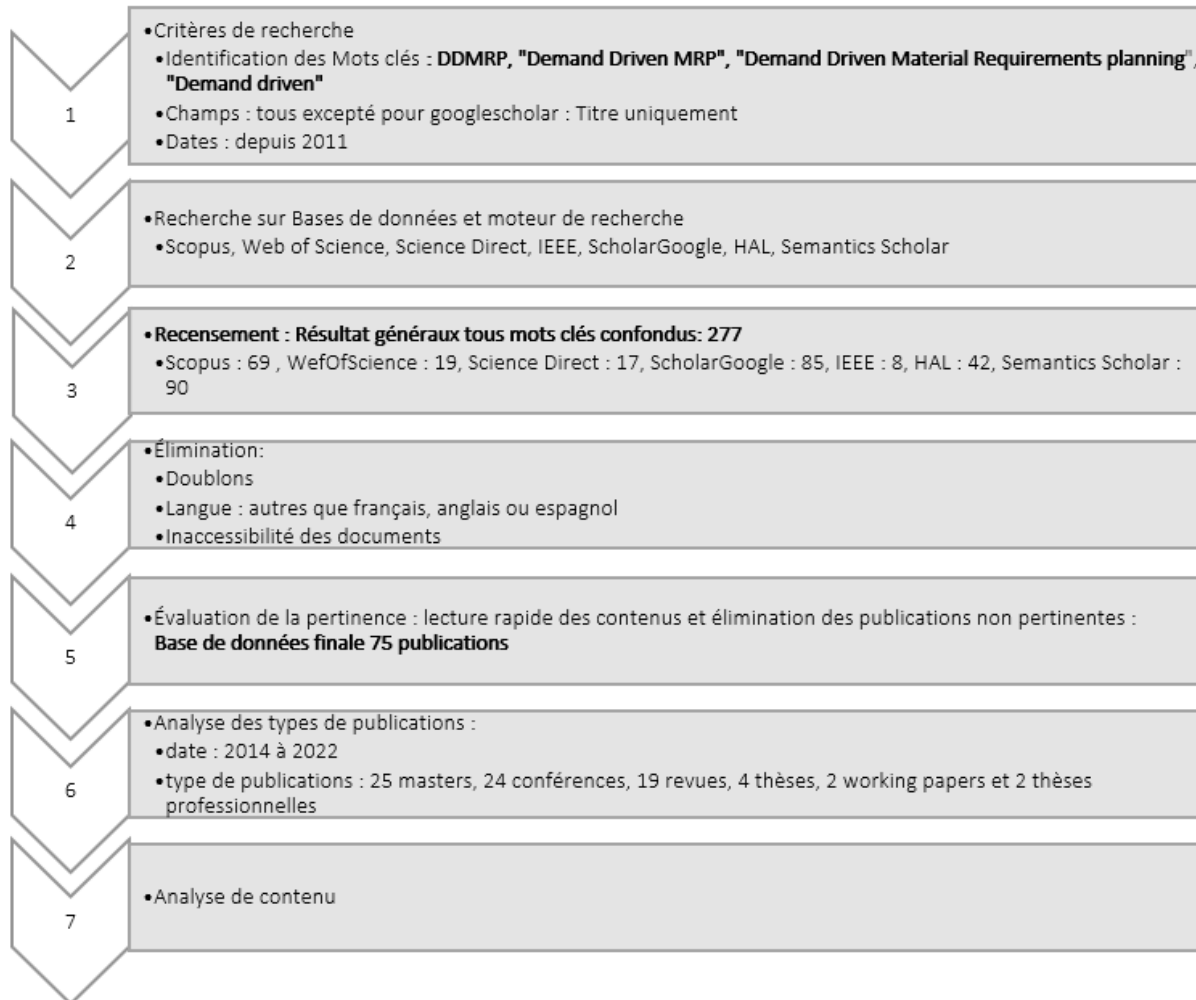 1
•Critères de recherche
•Identification des Mots clés : DDMRP, "Demand Driven MRP", "Demand Driven Material Requirements planning",
"Demand driven"
•Champs : tous excepté pour googlescholar : Titre uniquement
•Dates : depuis 2011
2
•Recherche sur Bases de données et moteur de recherche
•Scopus, Web of Science, Science Direct, IEEE, ScholarGoogle, HAL, Semantics Scholar
3
•Recensement : Résultat généraux tous mots clés confondus: 277
•Scopus : 69 , WefOfScience : 19, Science Direct : 17, ScholarGoogle : 85, IEEE : 8, HAL : 42, Semantics Scholar :
90
4
•Élimination:
•Doublons
•Langue : autres que français, anglais ou espagnol
•Inaccessibilité des documents
5
•Évaluation de la pertinence : lecture rapide des contenus et élimination des publications non pertinentes :
Base de données finale 75 publications
6
•Analyse des types de publications :
•date : 2014 à 2022
•type de publications : 25 masters, 24 conférences, 19 revues, 4 thèses, 2 working papers et 2 thèses
professionnelles
7
•Analyse de contenu